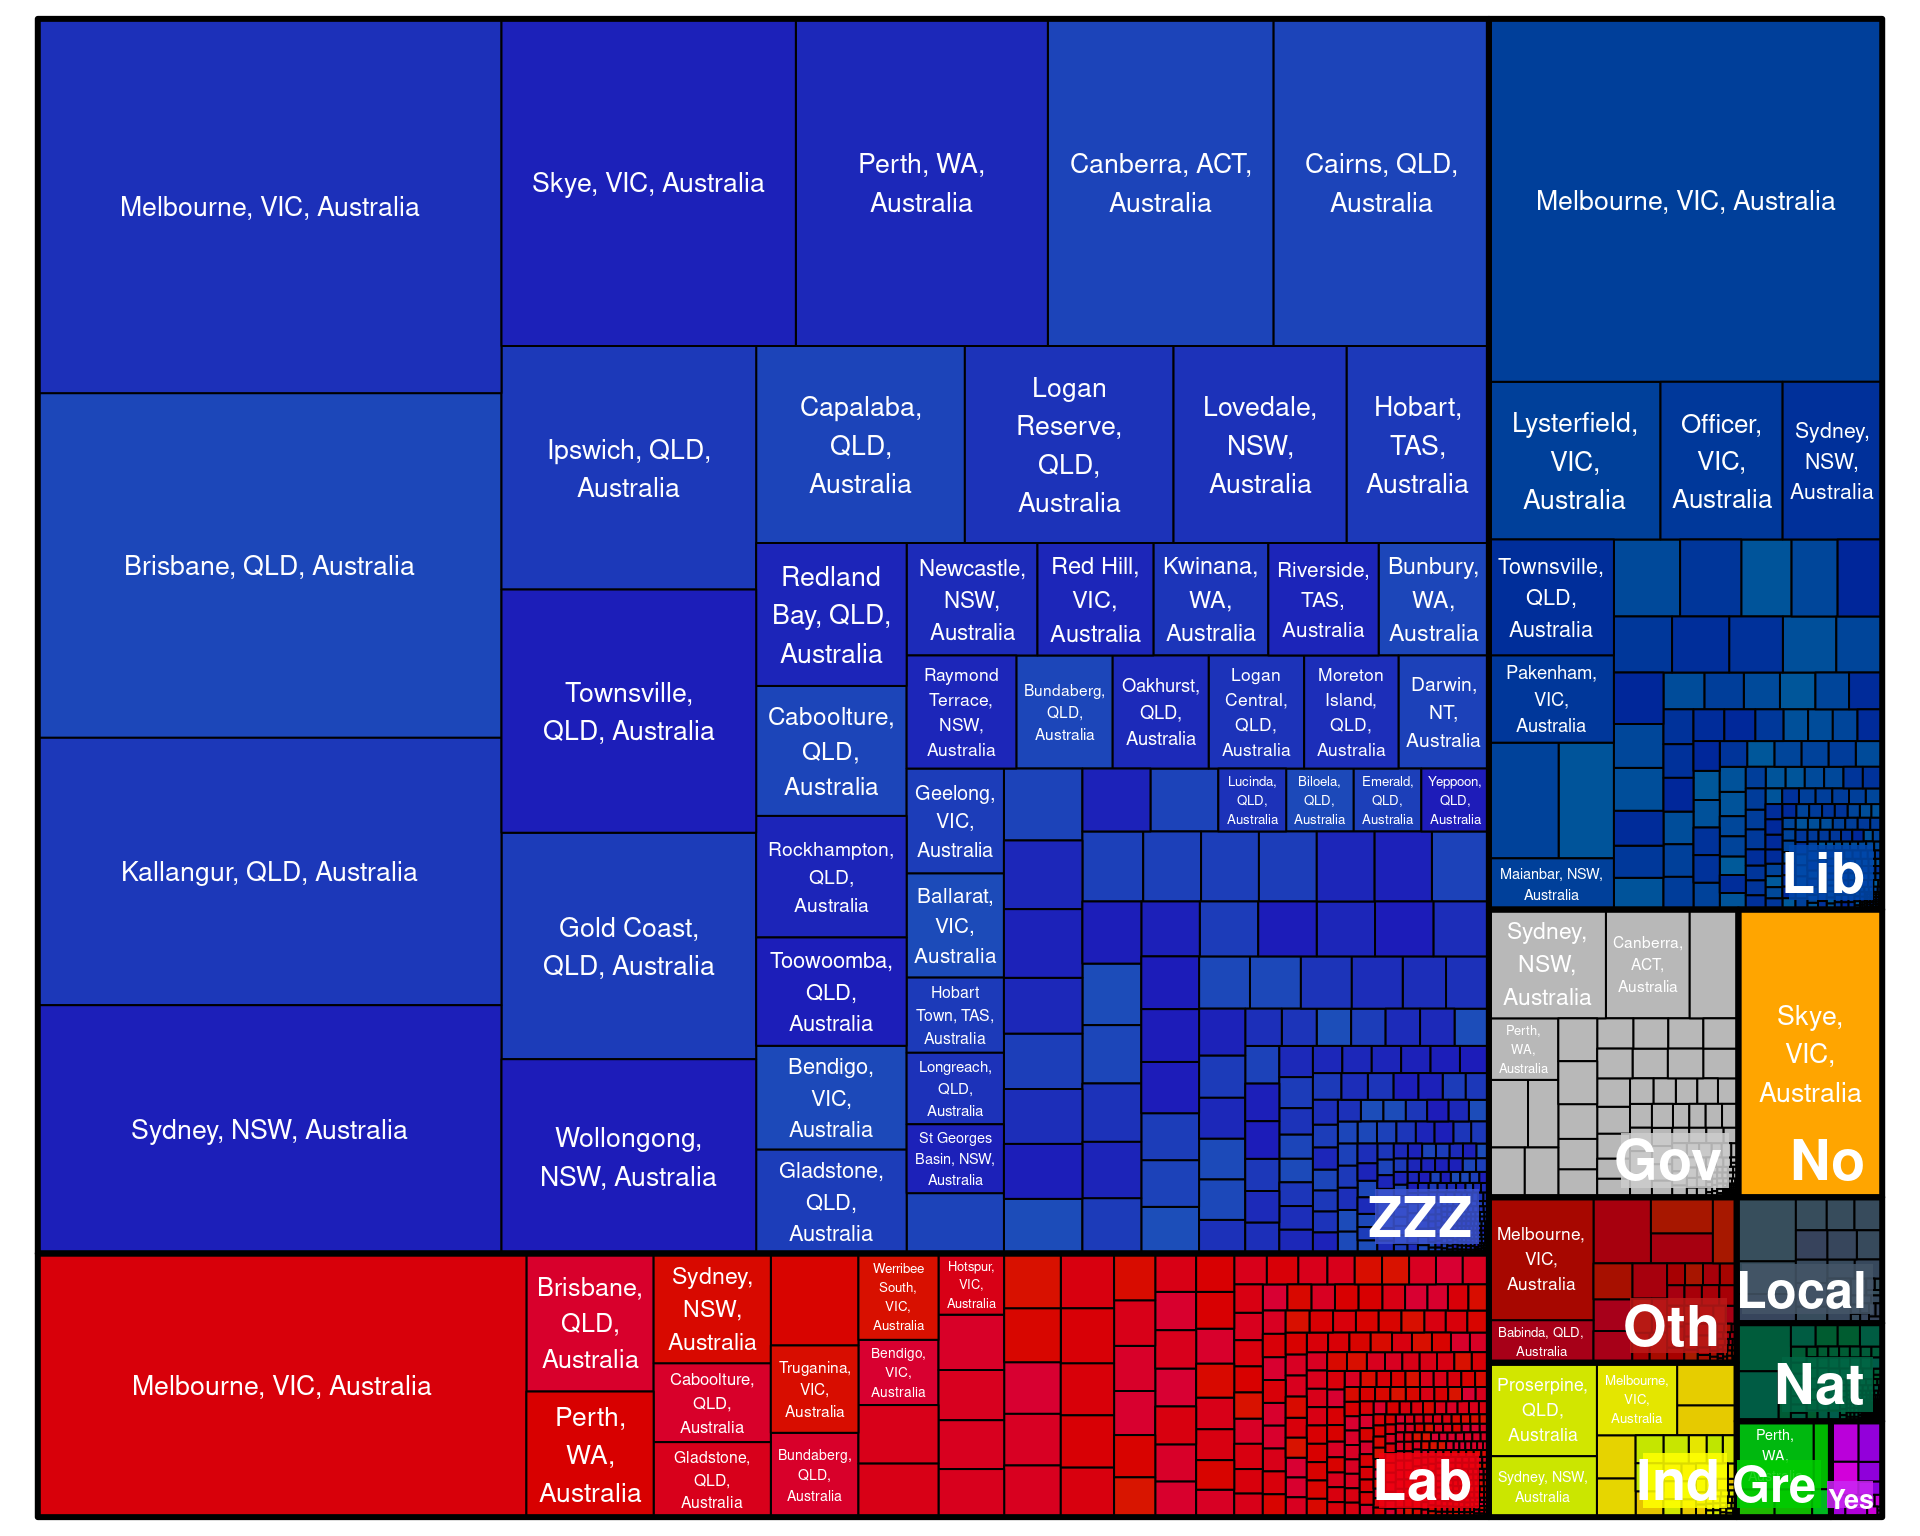 Melbourne, VIC, Australia
Brisbane, QLD, Australia
Kallangur, QLD, Australia
Sydney, NSW, Australia
Skye, VIC, Australia
Perth, WA,
Australia
Canberra, ACT,
Australia
Cairns, QLD,
Australia
Ipswich, QLD,
Australia
Townsville,
QLD, Australia
Gold Coast,
QLD, Australia
Wollongong,
NSW, Australia
Capalaba,
QLD,
Australia
Logan
Reserve,
QLD,
Australia
Lovedale,
NSW,
Australia
Hobart,
TAS,
Australia
Redland
Bay, QLD,
Australia
Caboolture,
QLD,
Australia
Rockhampton,
QLD,
Australia
Toowoomba,
QLD,
Australia
Bendigo,
VIC,
Australia
Gladstone,
QLD,
Australia
Newcastle,
NSW,
Australia
Red Hill,
VIC,
Australia
Kwinana,
WA,
Australia
Riverside,
TAS,
Australia
Bunbury,
WA,
Australia
Raymond
Terrace,
NSW,
Australia
Bundaberg,
QLD,
Australia
Oakhurst,
QLD,
Australia
Logan
Central,
QLD,
Australia
Moreton
Island,
QLD,
Australia
Darwin,
NT,
Australia
Geelong,
VIC,
Australia
Ballarat,
VIC,
Australia
Hobart
Town, TAS,
Australia
Longreach,
QLD,
Australia
St Georges
Basin, NSW,
Australia
Lucinda,
QLD,
Australia
Biloela,
QLD,
Australia
Emerald,
QLD,
Australia
Yeppoon,
QLD,
Australia
ZZZ
Melbourne, VIC, Australia
Brisbane,
QLD,
Australia
Perth,
WA,
Australia
Sydney,
NSW,
Australia
Caboolture,
QLD,
Australia
Gladstone,
QLD,
Australia
Truganina,
VIC,
Australia
Bundaberg,
QLD,
Australia
Werribee
South,
VIC,
Australia
Bendigo,
VIC,
Australia
Hotspur,
VIC,
Australia
Lab
Melbourne, VIC, Australia
Lysterfield,
VIC,
Australia
Officer,
VIC,
Australia
Sydney,
NSW,
Australia
Townsville,
QLD,
Australia
Pakenham,
VIC,
Australia
Maianbar, NSW,
Australia
Lib
Sydney,
NSW,
Australia
Canberra,
ACT,
Australia
Perth,
WA,
Australia
Gov
Skye,
VIC,
Australia
No
Melbourne,
VIC,
Australia
Babinda, QLD,
Australia
Oth
Local
Nat
Proserpine,
QLD,
Australia
Sydney, NSW,
Australia
Melbourne,
VIC,
Australia
Ind
Perth,
WA,
Gre
Yes